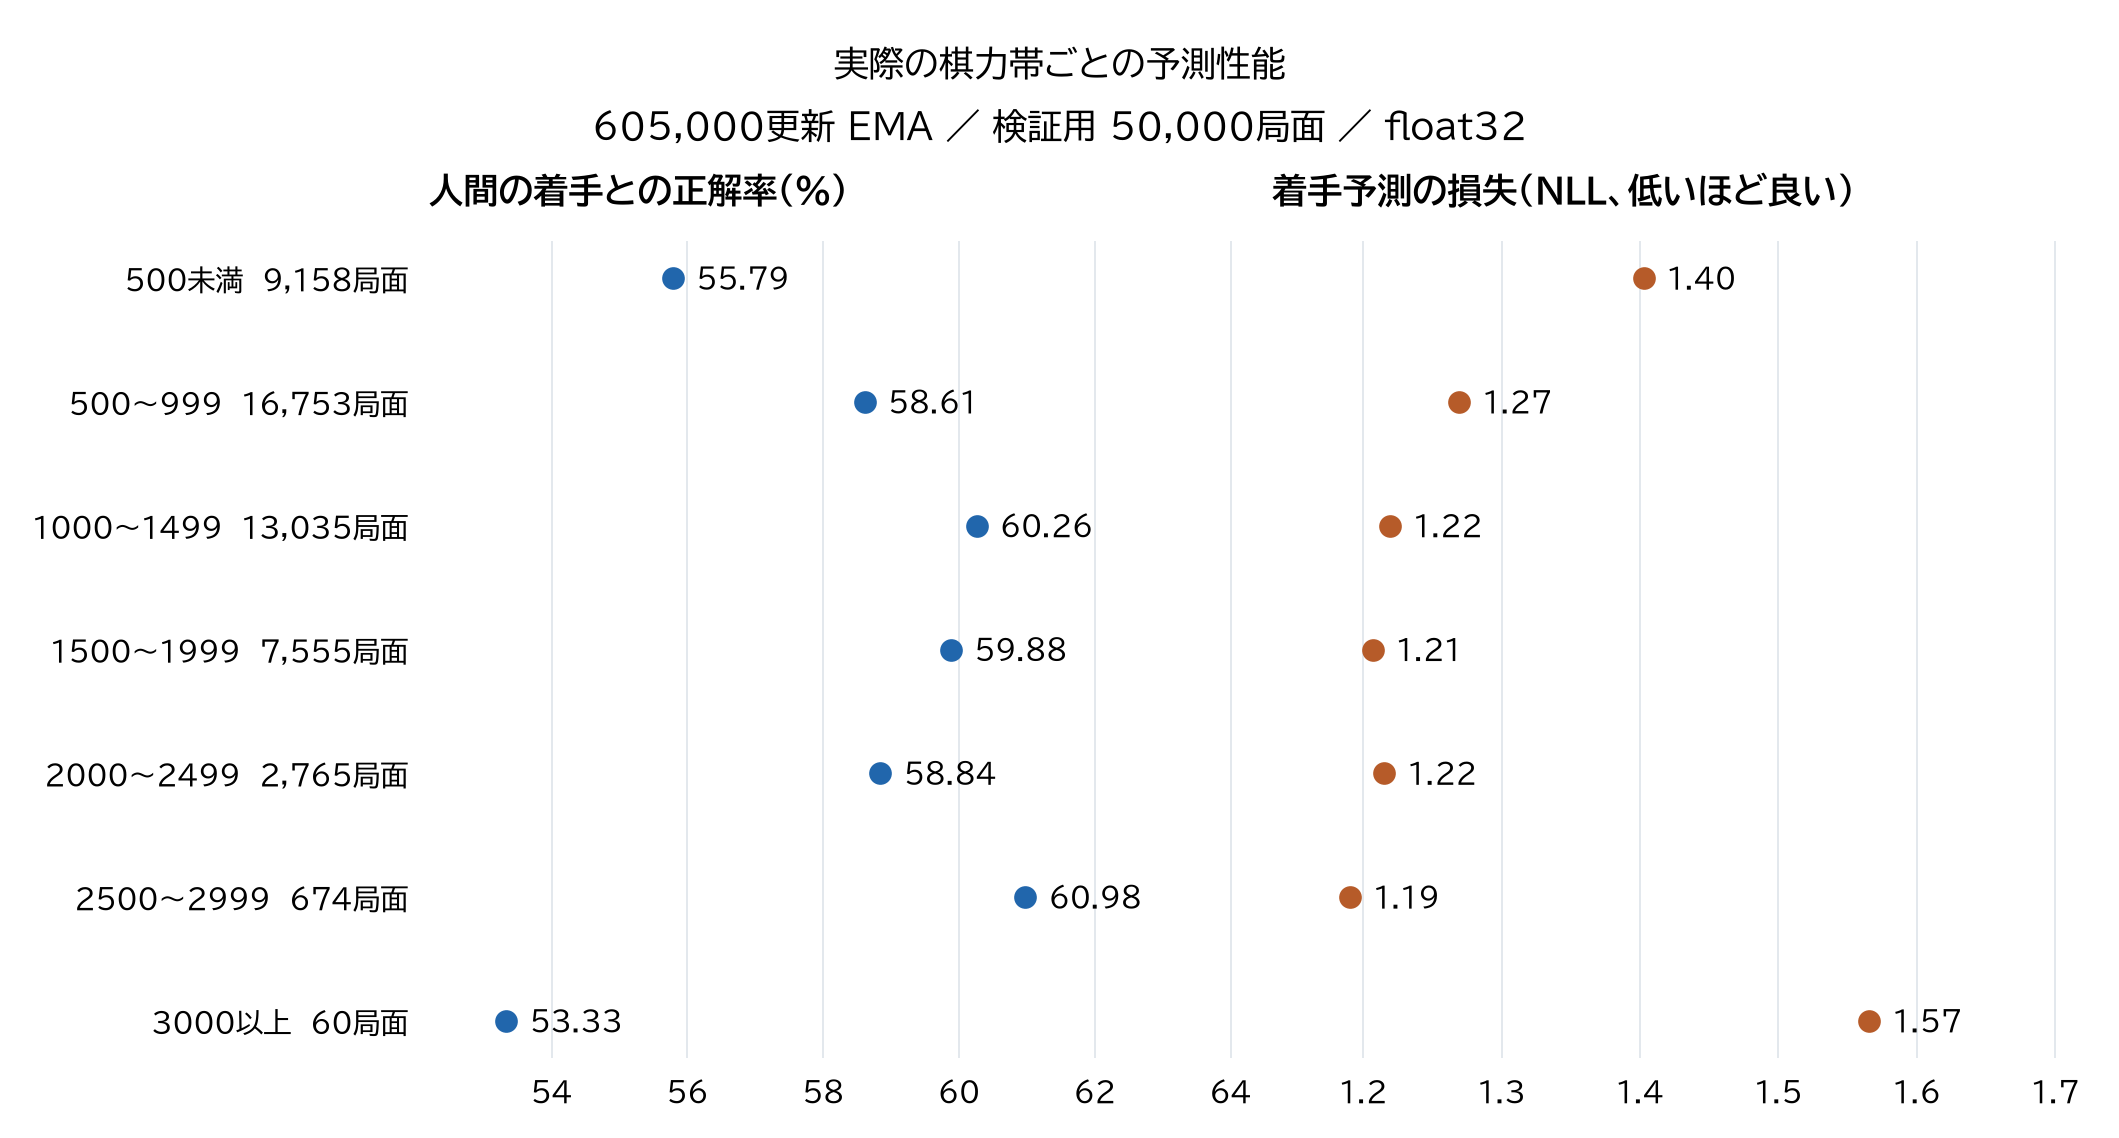 実際の棋力帯ごとの予測性能
605,000更新 EMA ／ 検証用 50,000局面 ／ float32
人間の着手との正解率(%) 着手予測の損失(NLL、低いほど良い)
500未満 9,158局面 55.79 1.40
500～999 16,753局面 58.61 1.27
1000～1499 13,035局面 60.26 1.22
1500～1999 7,555局面 59.88 1.21
2000～2499 2,765局面 58.84 1.22
2500～2999 674局面 60.98 1.19
3000以上 60局面 53.33 1.57
54 56 58 60 62 64 1.2 1.3 1.4 1.5 1.6 1.7